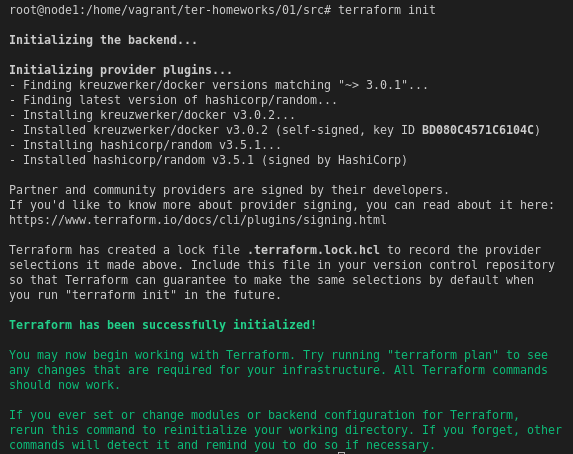 root@node1:/home/vagrant/ter-homeworks/01/src# terraform init
Initializing the backend...
Initializing provider plugins...
- Finding kreuzwerker/docker versions matching "~> 3.0.1"...
- Finding latest version of hashicorp/random...
- Installing kreuzwerker/docker v3.0.2...
- Installed kreuzwerker/docker v3.0.2 (self-signed, key ID BD080C4571C6104C)
- Installing hashicorp/random v3.5.1...
- Installed hashicorp/random v3.5.1 (signed by HashiCorp)
Partner and community providers are signed by their developers.
If you'd like to know more about provider signing, you can read about it here:
https://www.terraform.io/docs/cli/plugins/signing.html
Terraform has created a lock file .terraform.lock.hcl to record the provider
selections it made above. Include this file in your version control repository
so that Terraform can guarantee to make the same selections by default when
you run "terraform init" in the future.
Terraform has been successfully initialized!
You may now begin working with Terraform. Try running "terraform plan" to see
any changes that are required for your infrastructure. All Terraform commands
should now work.
If you ever set or change modules or backend configuration for Terraform,
rerun this command to reinitialize your working directory. If you forget, other
commands will detect it and remind you to do so if necessary.